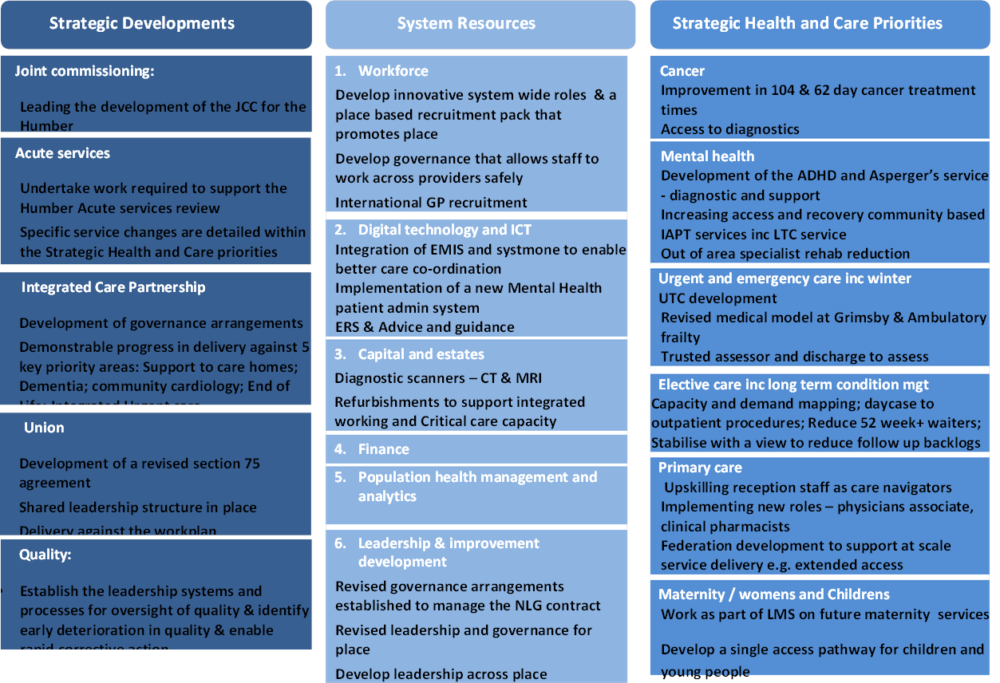 Strategic Developments
Joint commissioning:
Leading the development of the JCC for the
Humber
Acute services
Undertake work required to support the
Humber Acute services review
Specific service changes are detailed within
the Strategic Health and Care priorities
Integrated Care Partnership
Development of governance arrangements
Demonstrable progress in delivery against 5
key priority areas: Support to care homes;
Dementia; community cardiology; End of
Life; Integrated Urgent care
Union
Development of a revised section 75
agreement
Shared leadership structure in place
Delivery against the workplan
Quality:
Establish the leadership systems and
processes for oversight of quality & identify
early deterioration in quality & enable
rapid corrective action
System Resources
1. Workforce
Develop innovative system wide roles & a
place based recruitment pack that
promotes place
Develop governance that allows staff to
work across providers safely
International GP recruitment
2. Digital technology and ICT
Integration of EMIS and systmone to enable
better care co-ordination
Implementation of a new Mental Health
patient admin system
ERS & Advice and guidance
3. Capital and estates
Diagnostic scanners – CT & MRI
Refurbishments to support integrated
working and Critical care capacity
4. Finance
5. Population health management and
analytics
6. Leadership & improvement
development
Revised governance arrangements
established to manage the NLG contract
Revised leadership and governance for
place
Develop leadership across place
Strategic Health and Care Priorities
Cancer
Improvement in 104 & 62 day cancer treatment
times
Access to diagnostics
Mental health
Development of the ADHD and Asperger's service
- diagnostic and support
Increasing access and recovery community based
IAPT services inc LTC service
Out of area specialist rehab reduction
Urgent and emergency care inc winter
UTC development
Revised medical model at Grimsby & Ambulatory
frailty
Trusted assessor and discharge to assess
Elective care inc long term condition mgt
Capacity and demand mapping; daycase to
outpatient procedures; Reduce 52 week+ waiters;
Stabilise with a view to reduce follow up backlogs
Primary care
Upskilling reception staff as care navigators
Implementing new roles – physicians associate,
clinical pharmacists
Federation development to support at scale
service delivery e.g. extended access
Maternity / womens and Childrens
Work as part of LMS on future maternity services
Develop a single access pathway for children and
young people